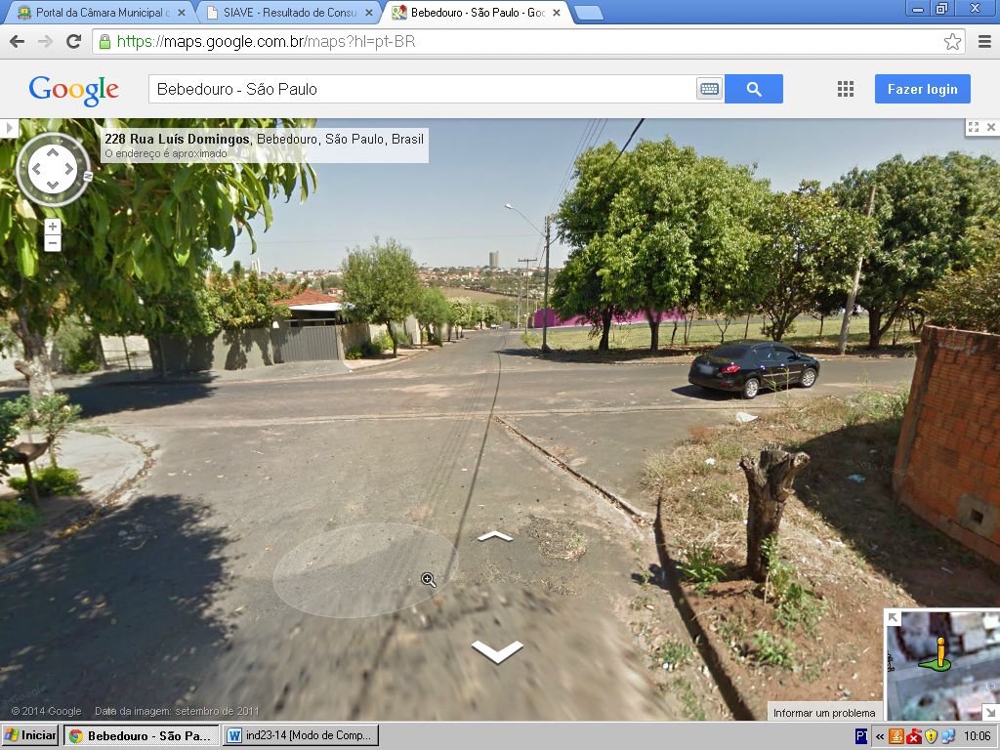 Portal da Câmara Municipal d
SIAVE - Resultado de Consu
Bebedouro - São Paulo - Goo
https://maps.google.com.br/maps?hl=pt-BR
Google
Bebedouro - São Paulo
Fazer login
228 Rua Luís Domingos, Bebedouro, São Paulo, Brasil
O endereço é aproximado
N
© 2014 Google
Data da imagem: setembro de 2011
Informar um problema
Iniciar
Bebedouro - São Pa...
ind23-14 [Modo de Comp...
PT
«
10:06